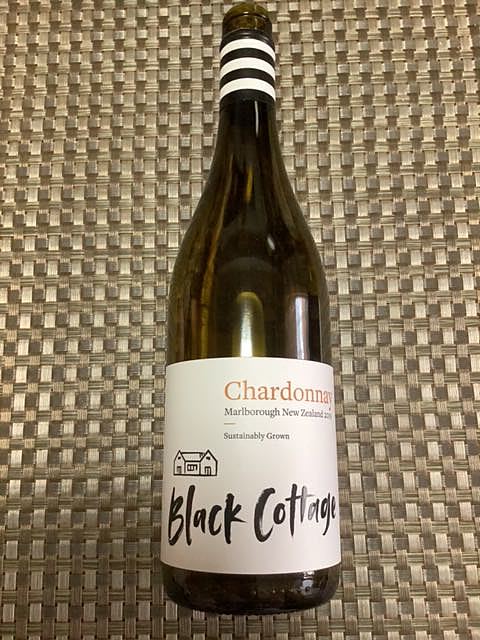 Chardonnay
Marlborough New Zealand
Sustainably Grown
Black Cottage